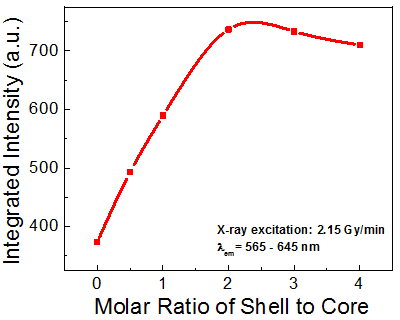 Integrated Intensity (a.u.)
700
600
500
400
X-ray excitation: 2.15 Gy/min
λem = 565 - 645 nm
0 1 2 3 4
Molar Ratio of Shell to Core